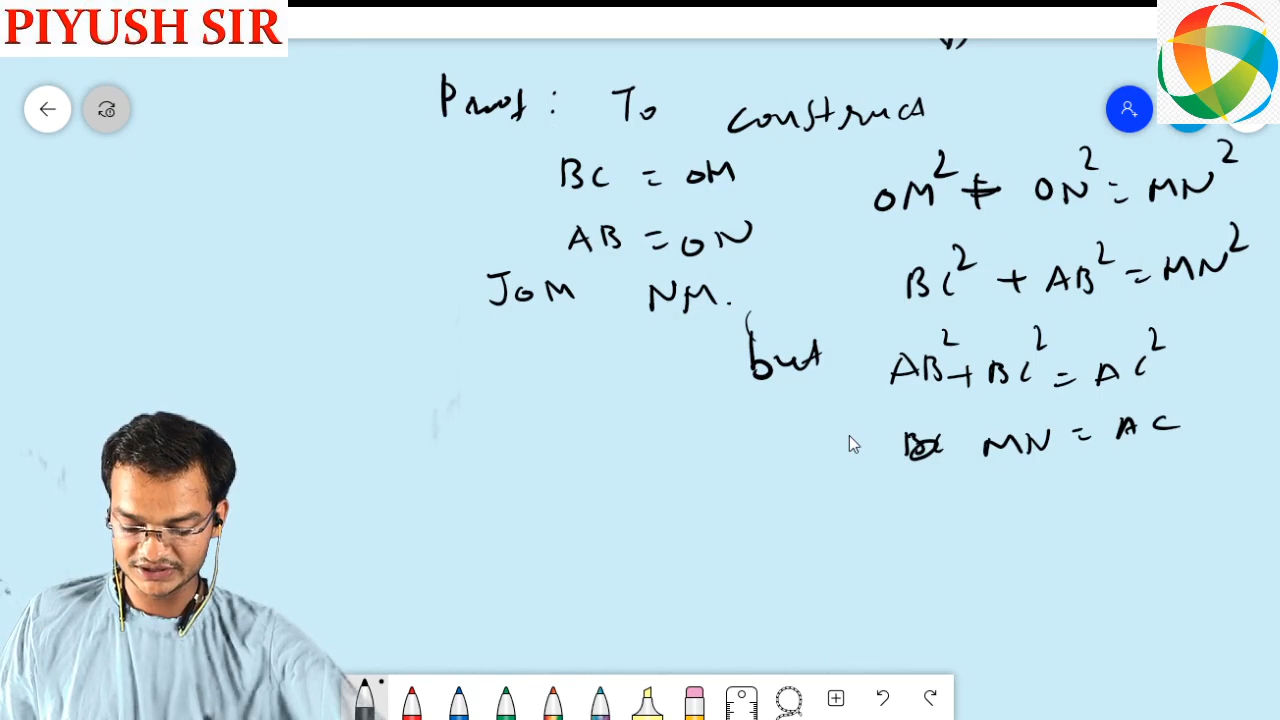 PIYUSH SIR
Proof : To construct
BC = OM
AB = ON
JOM NM.
OM² + ON² = MN²
BC² + AB² = MN²
but AB² + BC² = AC²
MN = AC